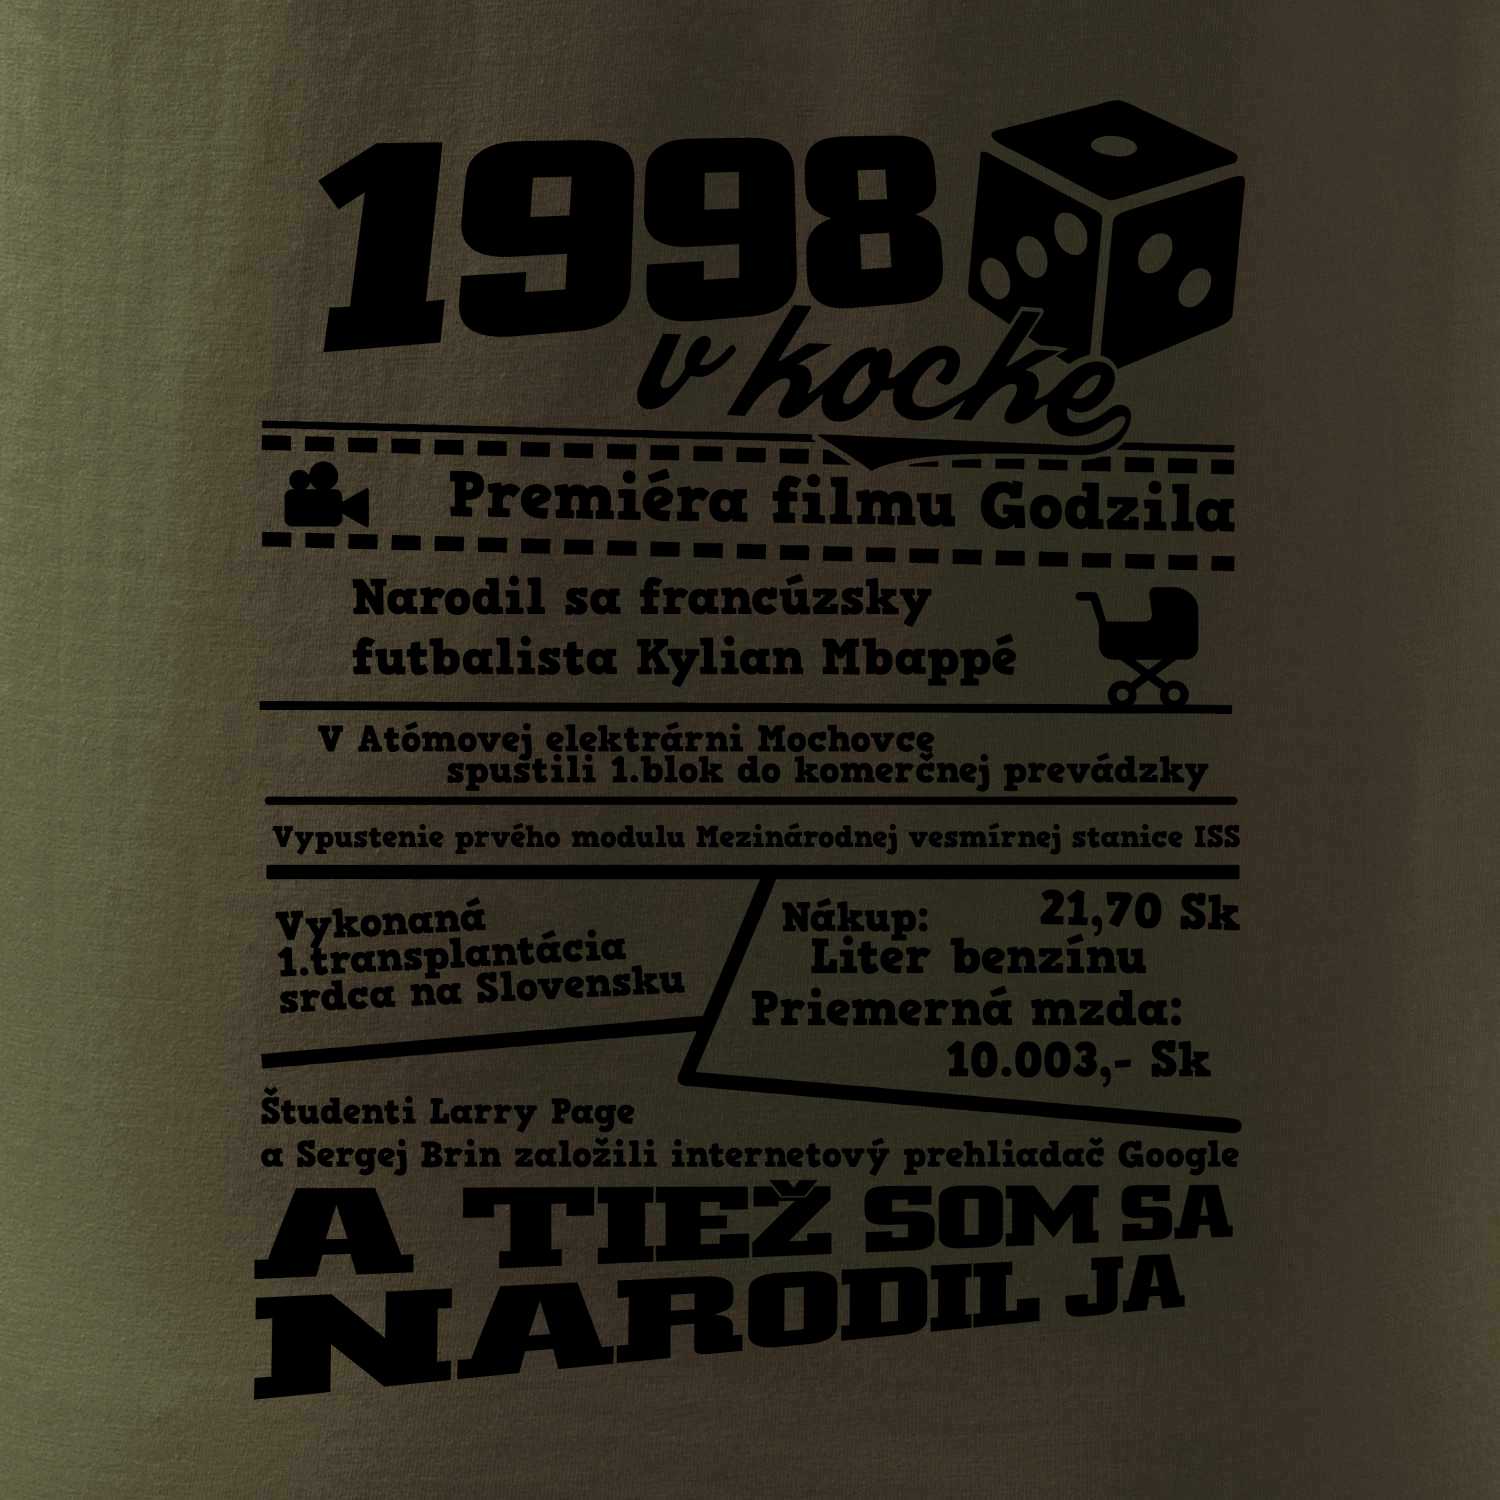 1998
v kocke
Premiéra filmu Godzila
Narodil sa francúzsky
futbalista Kylian Mbappé
V Atómovej elektrárni Mochovce
spustili 1.blok do komerčnej prevádzky
Vypustenie prvého modulu Mezinárodnej vesmírnej stanice ISS
Vykonaná
1.transplantácia
srdca na Slovensku
Nákup: 21,70 Sk
Liter benzínu
Priemerná mzda:
10.003,- Sk
Študenti Larry Page
a Sergej Brin založili internetový prehliadač Google
A TIEŽ SOM SA
NARODIL JA